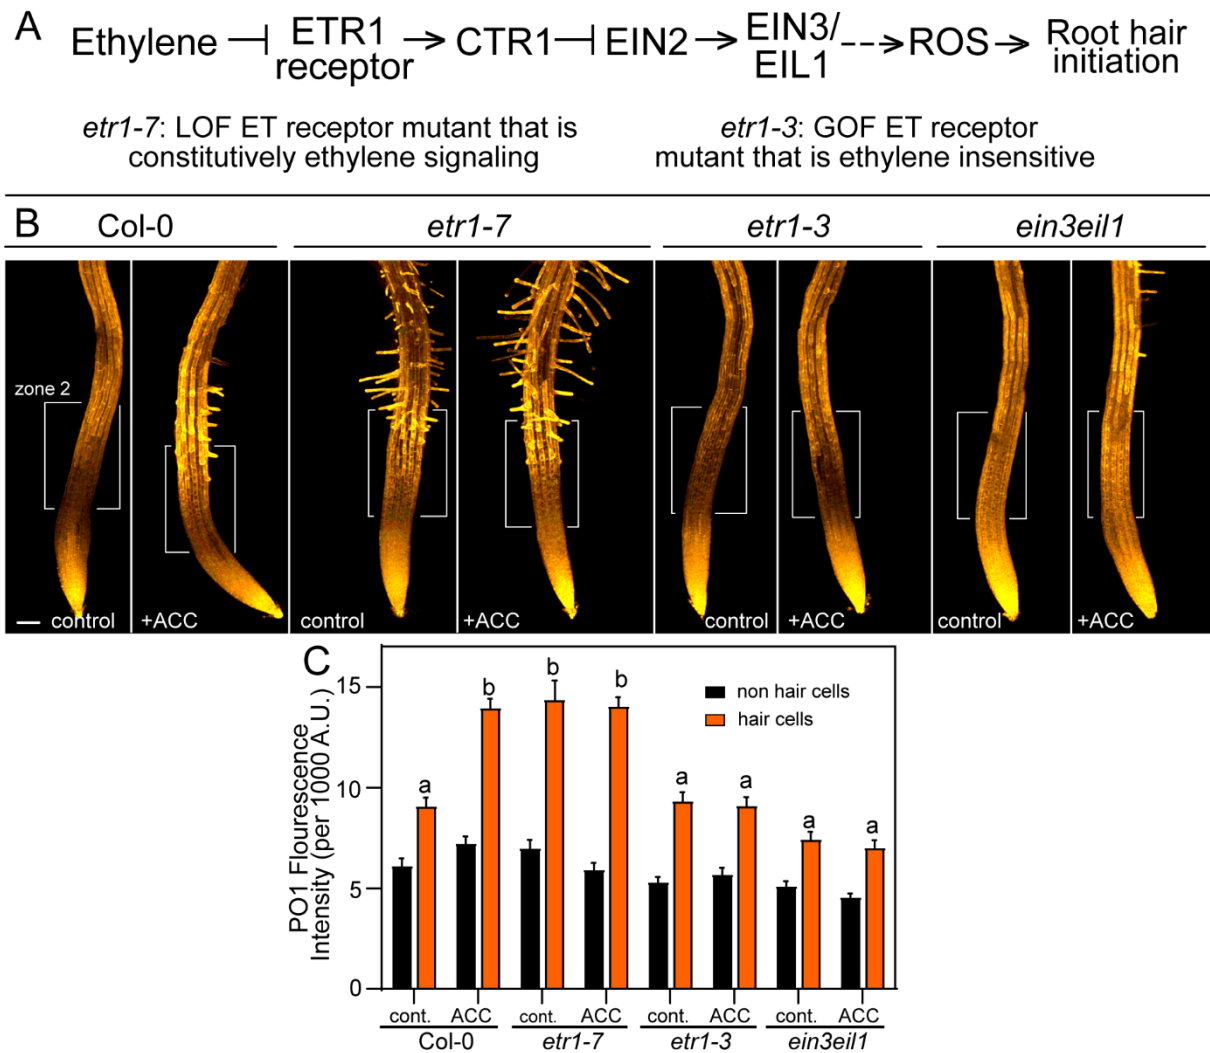 A
Ethylene ⊣ ETR1 receptor → CTR1 ⊣ EIN2 → EIN3/EIL1 --> ROS → Root hair initiation
etr1-7: LOF ET receptor mutant that is
constitutively ethylene signaling
etr1-3: GOF ET receptor
mutant that is ethylene insensitive
B
Col-0
etr1-7
etr1-3
ein3eil1
zone 2
control
+ACC
control
+ACC
control
+ACC
control
+ACC
C
PO1 Flourescence
Intensity (per 1000 A.U.)
15
10
5
0
a
b
b
b
a
a
a
a
non hair cells
hair cells
cont.
ACC
cont.
ACC
cont.
ACC
cont.
ACC
Col-0
etr1-7
etr1-3
ein3eil1